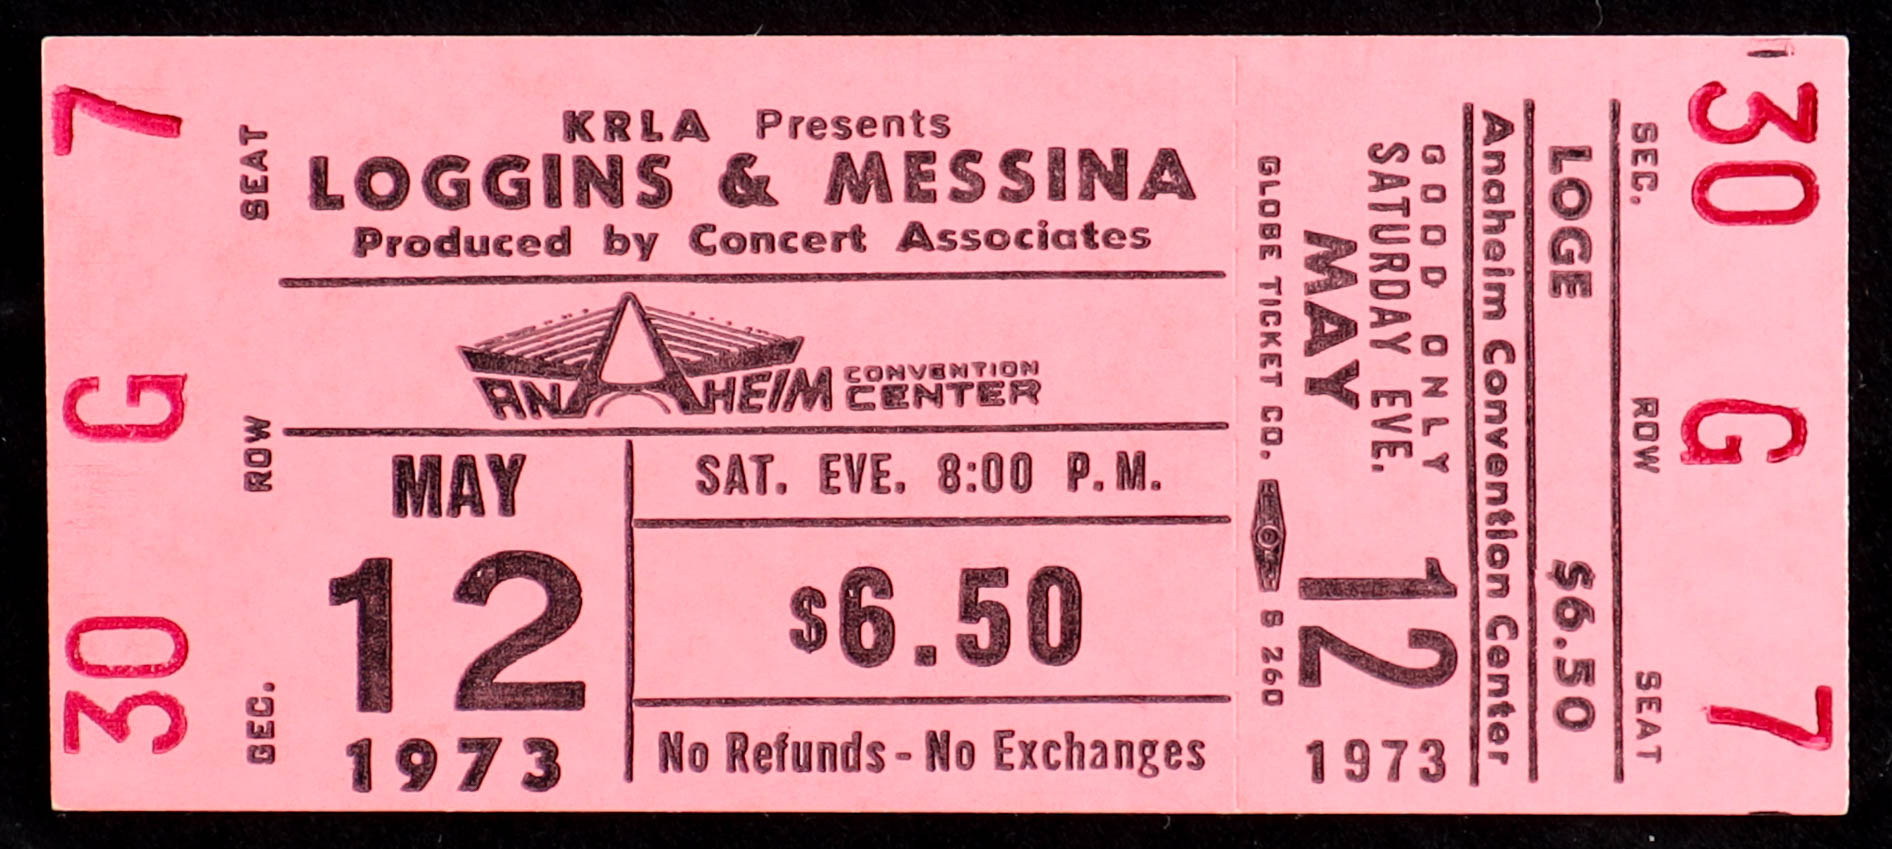 7
SEAT
G
ROW
30
SEC.
KRLA Presents
LOGGINS & MESSINA
Produced by Concert Associates
ANAHEIM CONVENTION CENTER
MAY
12
1973
SAT. EVE. 8:00 P.M.
$6.50
No Refunds - No Exchanges
GLOBE TICKET CO. S 260
MAY 12
1973
SATURDAY EVE.
GOOD ONLY
Anaheim Convention Center
LOGE $6.50
SEC. ROW SEAT
30 G 7